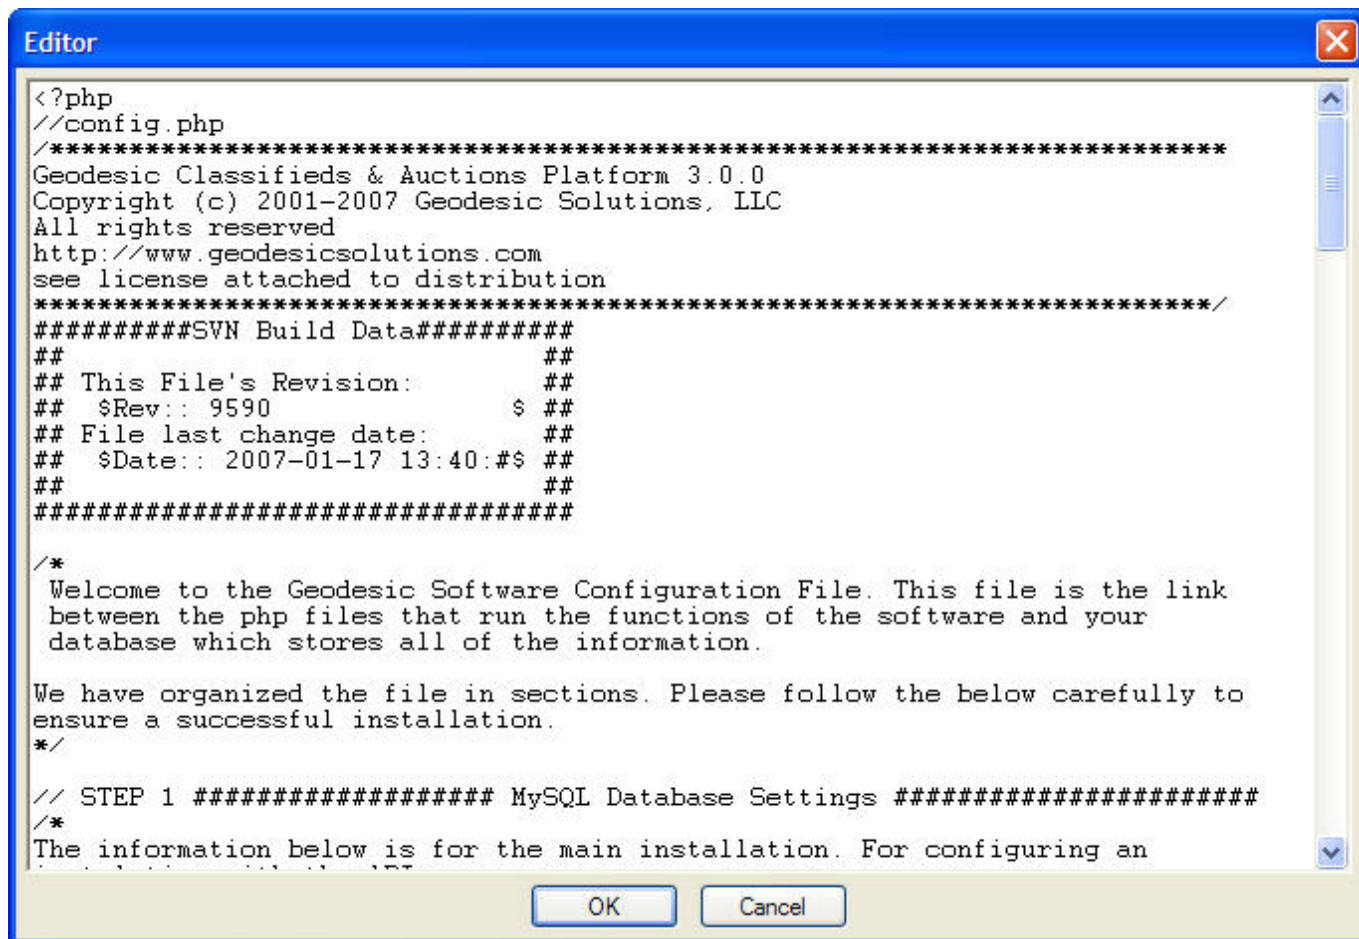 Editor
<?php
//config.php
/**************************************************************************
Geodesic Classifieds & Auctions Platform 3.0.0
Copyright (c) 2001-2007 Geodesic Solutions, LLC
All rights reserved
http://www.geodesicsolutions.com
see license attached to distribution
**************************************************************************/
##########SVN Build Data##########
##                              ##
## This File's Revision:        ##
##  $Rev:: 9590               $ ##
## File last change date:       ##
##  $Date:: 2007-01-17 13:40:#$ ##
##                              ##
##################################
/*
Welcome to the Geodesic Software Configuration File. This file is the link
between the php files that run the functions of the software and your
database which stores all of the information.
We have organized the file in sections. Please follow the below carefully to
ensure a successful installation.
*/
// STEP 1 ################### MySQL Database Settings #######################
/*
The information below is for the main installation. For configuring an
OK Cancel